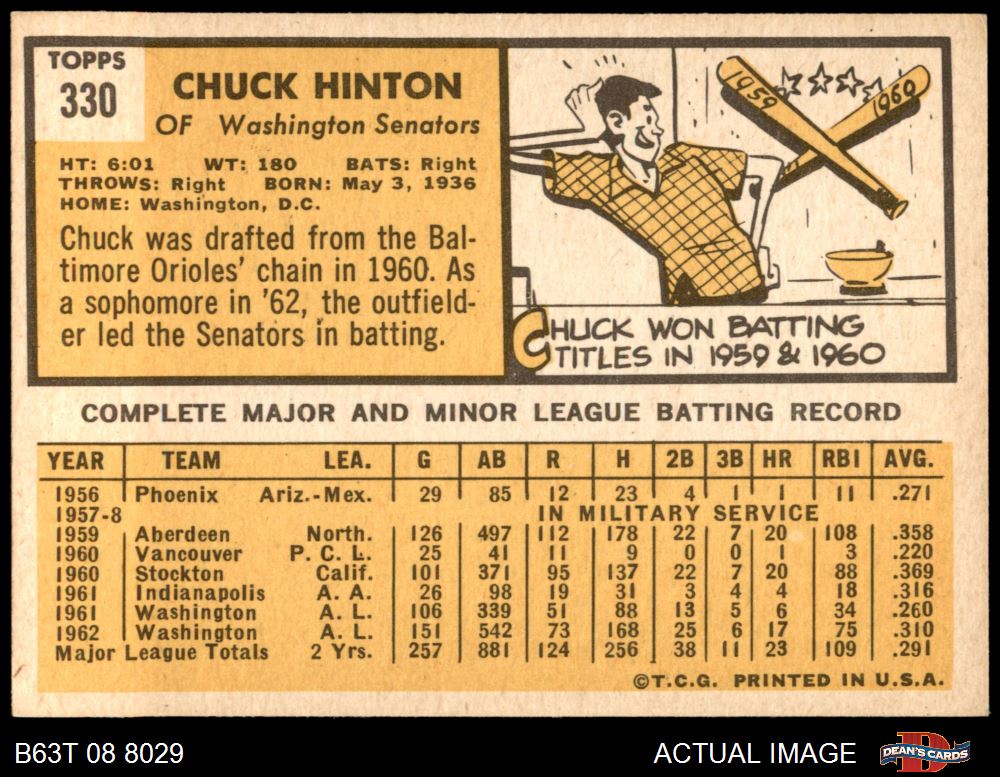 TOPPS
330
CHUCK HINTON
OF Washington Senators
HT: 6:01 WT: 180 BATS: Right
THROWS: Right BORN: May 3, 1936
HOME: Washington, D.C.
Chuck was drafted from the Bal-
timore Orioles' chain in 1960. As
a sophomore in '62, the outfield-
er led the Senators in batting.
1959
1960
CHUCK WON BATTING
TITLES IN 1959 & 1960
COMPLETE MAJOR AND MINOR LEAGUE BATTING RECORD
YEAR TEAM LEA. G AB R H 2B 3B HR RBI AVG.
1956 Phoenix Ariz.-Mex. 29 85 12 23 4 1 1 11 .271
1957-8 IN MILITARY SERVICE
1959 Aberdeen North. 126 497 112 178 22 7 20 108 .358
1960 Vancouver P. C. L. 25 41 11 9 0 0 1 3 .220
1960 Stockton Calif. 101 371 95 137 22 7 20 88 .369
1961 Indianapolis A. A. 26 98 19 31 3 4 4 18 .316
1961 Washington A. L. 106 339 51 88 13 5 6 34 .260
1962 Washington A. L. 151 542 73 168 25 6 17 75 .310
Major League Totals 2 Yrs. 257 881 124 256 38 11 23 109 .291
©T.C.G. PRINTED IN U.S.A.
B63T 08 8029
ACTUAL IMAGE
DEAN'S CARDS